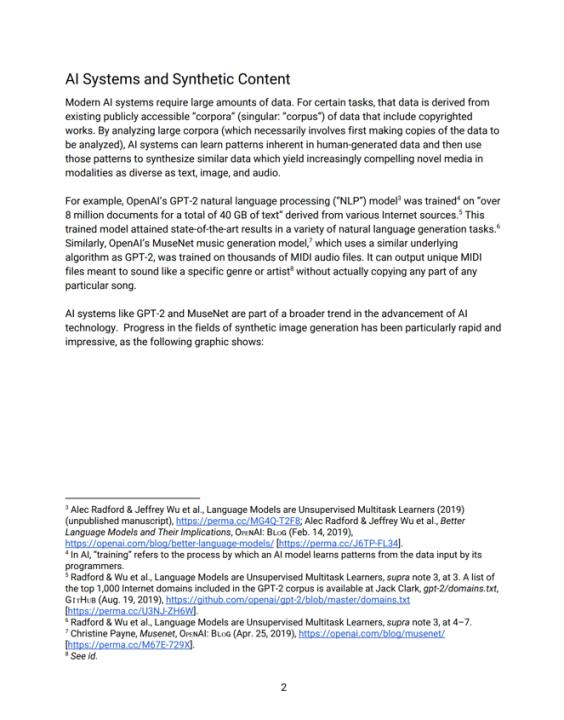 AI Systems and Synthetic Content
Modern AI systems require large amounts of data. For certain tasks, that data is derived from
existing publicly accessible “corpora” (singular: “corpus”) of data that include copyrighted
works. By analyzing large corpora (which necessarily involves first making copies of the data to
be analyzed), AI systems can learn patterns inherent in human-generated data and then use
those patterns to synthesize similar data which yield increasingly compelling novel media in
modalities as diverse as text, image, and audio.
For example, OpenAI’s GPT-2 natural language processing (“NLP”) model³ was trained⁴ on “over
8 million documents for a total of 40 GB of text” derived from various Internet sources.⁵ This
trained model attained state-of-the-art results in a variety of natural language generation tasks.⁶
Similarly, OpenAI’s MuseNet music generation model,⁷ which uses a similar underlying
algorithm as GPT-2, was trained on thousands of MIDI audio files. It can output unique MIDI
files meant to sound like a specific genre or artist⁸ without actually copying any part of any
particular song.
AI systems like GPT-2 and MuseNet are part of a broader trend in the advancement of AI
technology. Progress in the fields of synthetic image generation has been particularly rapid and
impressive, as the following graphic shows:
³ Alec Radford & Jeffrey Wu et al., Language Models are Unsupervised Multitask Learners (2019)
(unpublished manuscript), https://perma.cc/MG4Q-T2F8; Alec Radford & Jeffrey Wu et al., Better
Language Models and Their Implications, OpenAI: Blog (Feb. 14, 2019),
https://openai.com/blog/better-language-models/ [https://perma.cc/J6TP-FL34].
⁴ In AI, “training” refers to the process by which an AI model learns patterns from the data input by its
programmers.
⁵ Radford & Wu et al., Language Models are Unsupervised Multitask Learners, supra note 3, at 3. A list of
the top 1,000 Internet domains included in the GPT-2 corpus is available at Jack Clark, gpt-2/domains.txt,
GitHub (Aug. 19, 2019), https://github.com/openai/gpt-2/blob/master/domains.txt
[https://perma.cc/U3NJ-ZH6W].
⁶ Radford & Wu et al., Language Models are Unsupervised Multitask Learners, supra note 3, at 4–7.
⁷ Christine Payne, Musenet, OpenAI: Blog (Apr. 25, 2019), https://openai.com/blog/musenet/
[https://perma.cc/M67E-729X].
⁸ See id.
2